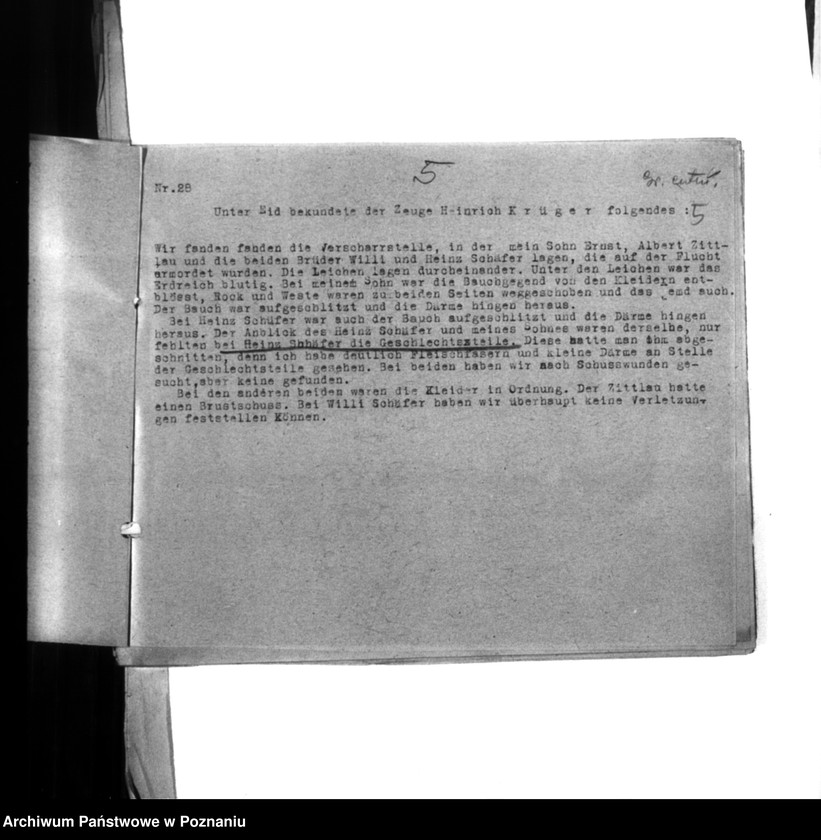 5
Nr.28
Unter Eid bekundete der Zeuge Heinrich Krüger folgendes :5
Wir fanden fanden die Verscharrstelle, in der mein Sohn Ernst, Albert Zitt-
lau und die beiden Brüder Willi und Heinz Schäfer lagen, die auf der Flucht
armordet wurden. Die Leichen lagen durcheinander. Unter den Leichen war das
Erdreich blutig. Bei meinem Sohn war die Bauchgegend von den Kleidern ent-
blösst, Rock und Weste waren zu beiden Seiten weggeschoben und das emd auch.
Der Bauch war aufgeschlitzt und die Därme hingen heraus.
Bei Heinz Schäfer war auch der Bauch aufgeschlitzt und die Därme hingen
heraus. Der Anblick des Heinz Schäfer und meines Sohnes waren derselbe, nur
fehlten bei Heinz Schhäfer die Geschlechtsteile. Diese hatte man ihm abge-
schnitten, denn ich habe deutlich Fleischfasern und kleine Därme an Stelle
der Geschlechtsteile gesehen. Bei beiden haben wir nach Schusswunden ge-
sucht,aber keine gefunden.
Bei den anderen beiden waren die Kleider in Ordnung. Der Zittlau hatte
einen Brustschuss. Bei Willi Schäfer haben wir überhaupt keine Verletzun-
gen feststellen Können.
Archiwum Państwowe w Poznaniu